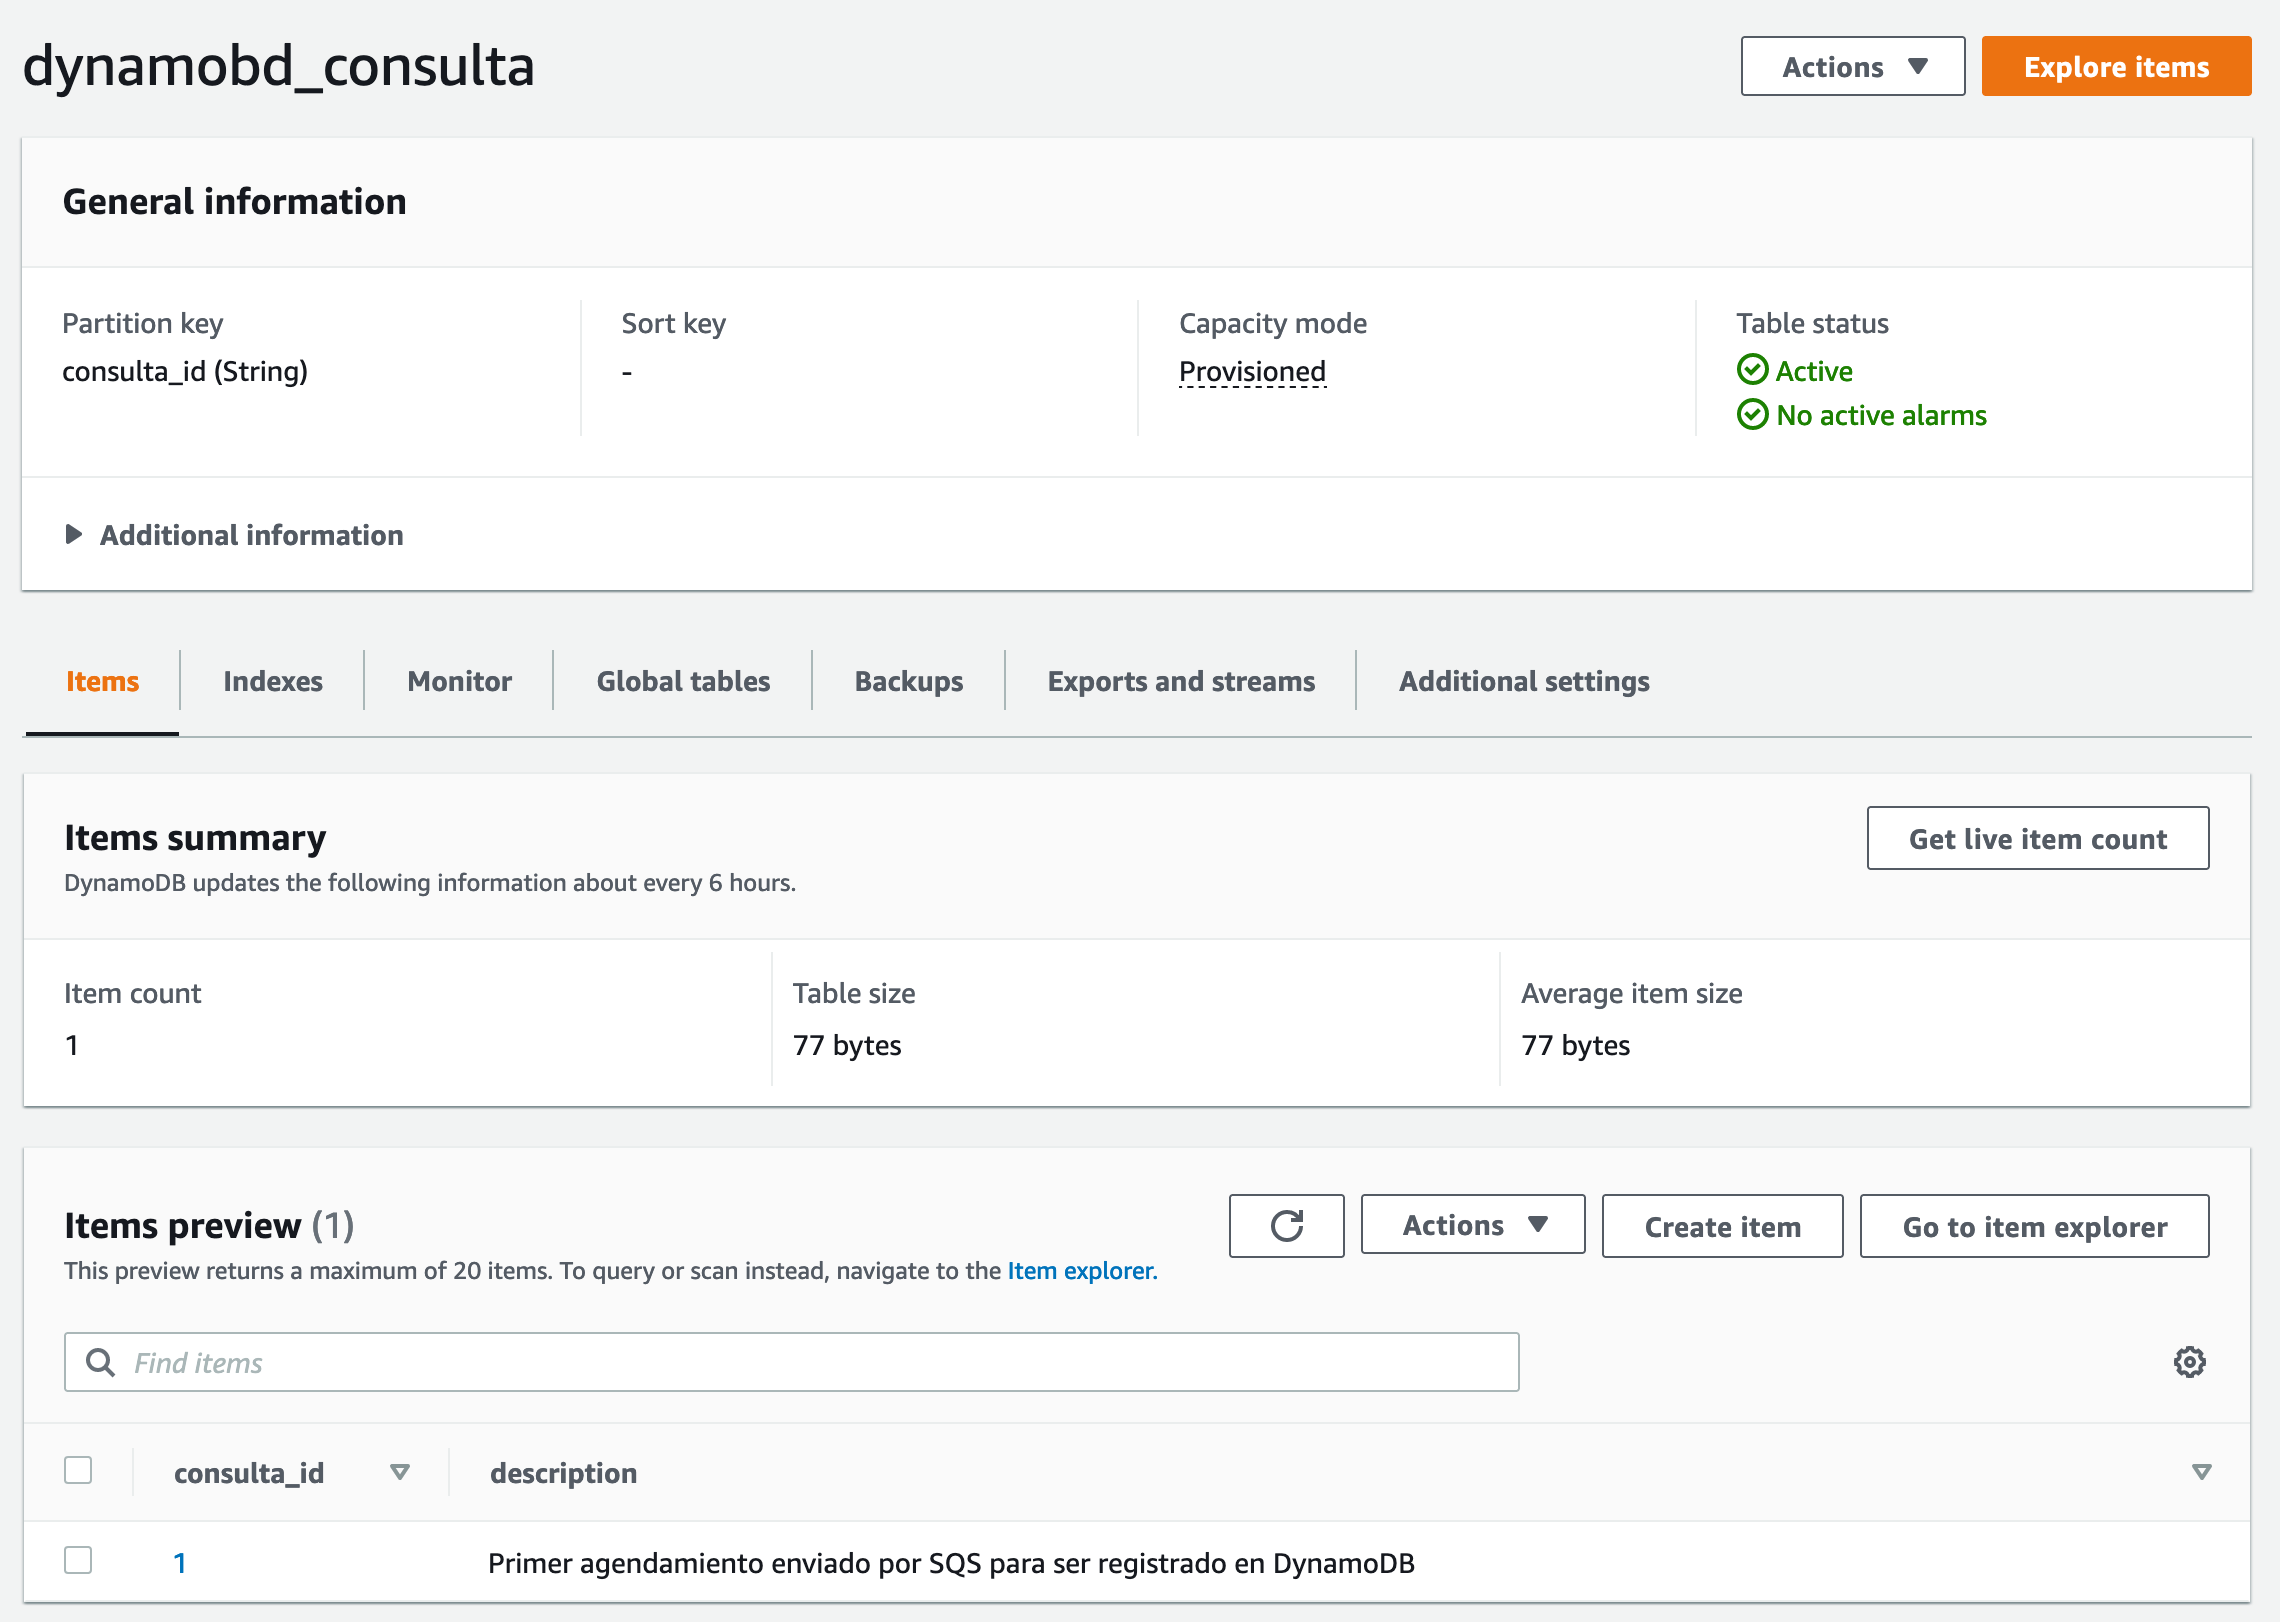 dynamobd_consulta
Actions
Explore items
General information
Partition key
consulta_id (String)
Sort key
-
Capacity mode
Provisioned
Table status
Active
No active alarms
Additional information
Items
Indexes
Monitor
Global tables
Backups
Exports and streams
Additional settings
Items summary
DynamoDB updates the following information about every 6 hours.
Get live item count
Item count
1
Table size
77 bytes
Average item size
77 bytes
Items preview (1)
This preview returns a maximum of 20 items. To query or scan instead, navigate to the Item explorer.
Actions
Create item
Go to item explorer
Find items
consulta_id
description
1
Primer agendamiento enviado por SQS para ser registrado en DynamoDB